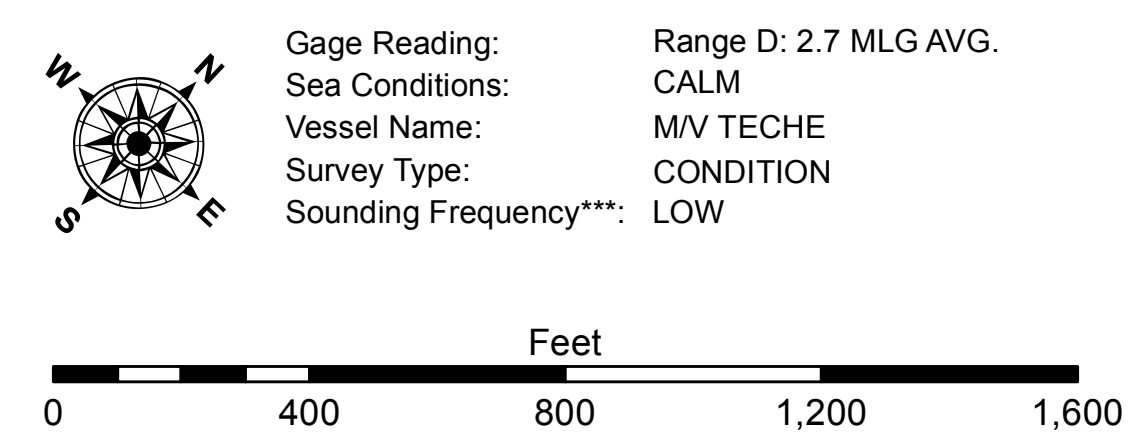 W N
S E
Gage Reading: Range D: 2.7 MLG AVG.
Sea Conditions: CALM
Vessel Name: M/V TECHE
Survey Type: CONDITION
Sounding Frequency***: LOW
Feet
0 400 800 1,200 1,600